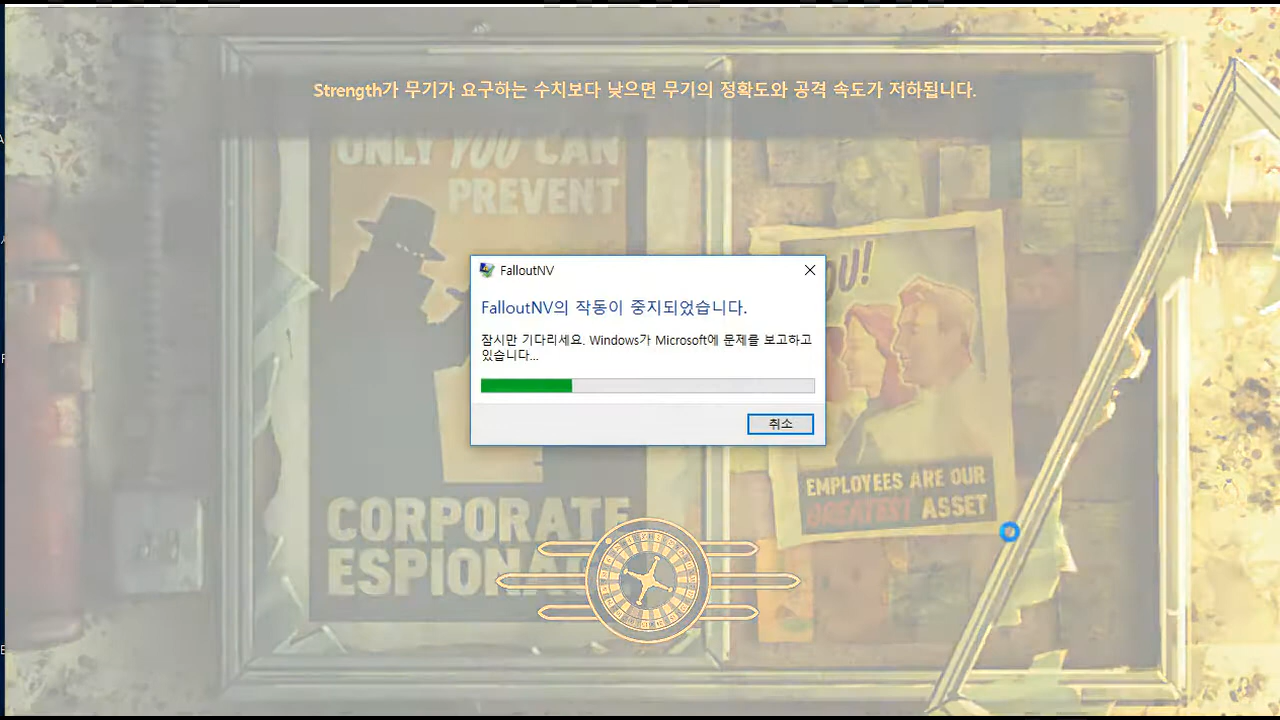 Strength가 무기가 요구하는 수치보다 낮으면 무기의 정확도와 공격 속도가 저하됩니다.
ONLY YOU CAN
PREVENT
CORPORATE
YOU!
EMPLOYEES ARE OUR
GREATEST ASSET
FalloutNV
FalloutNV의 작동이 중지되었습니다.
잠시만 기다리세요. Windows가 Microsoft에 문제를 보고하고
있습니다...
취소